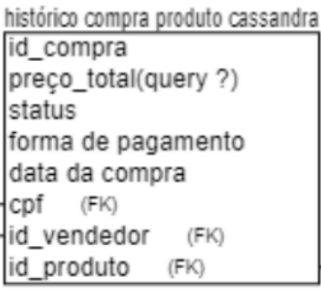 histórico compra produto cassandra
id_compra
preço_total(query ?)
status
forma de pagamento
data da compra
cpf (FK)
id_vendedor (FK)
id_produto (FK)